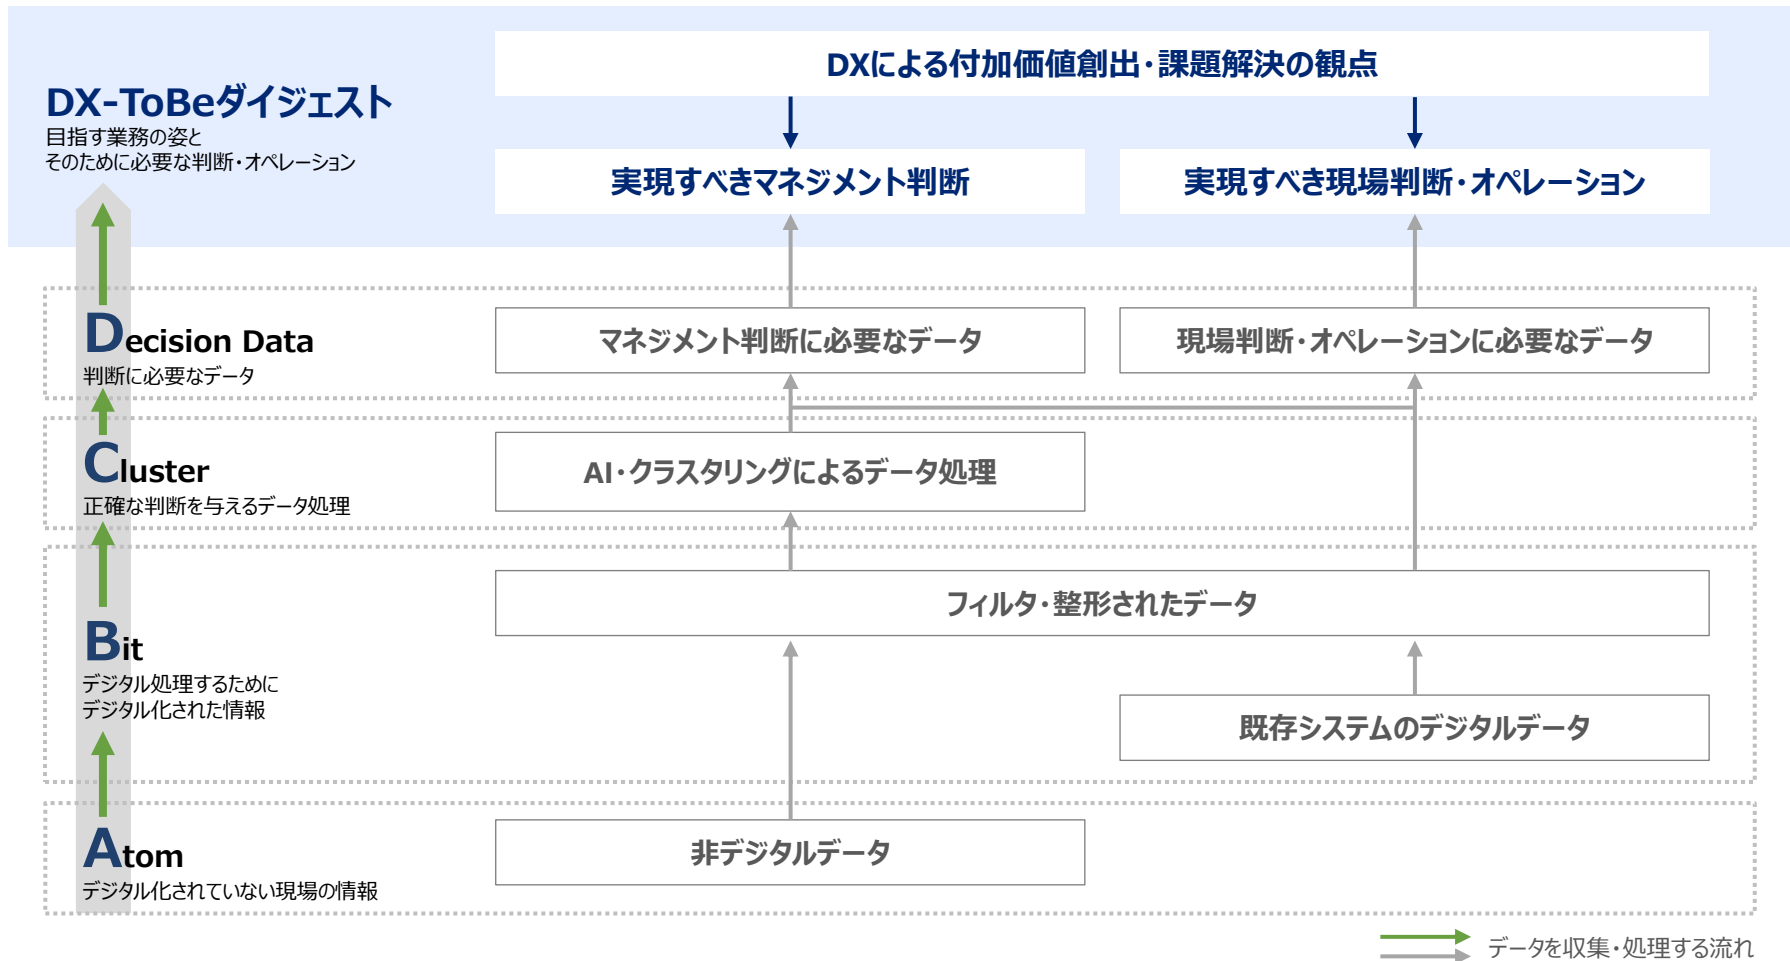 DXによる付加価値創出・課題解決の観点
DX-ToBeダイジェスト
目指す業務の姿と
そのために必要な判断・オペレーション
実現すべきマネジメント判断
実現すべき現場判断・オペレーション
Decision Data
判断に必要なデータ
マネジメント判断に必要なデータ
現場判断・オペレーションに必要なデータ
Cluster
正確な判断を与えるデータ処理
AI・クラスタリングによるデータ処理
フィルタ・整形されたデータ
Bit
デジタル処理するために
デジタル化された情報
既存システムのデジタルデータ
Atom
デジタル化されていない現場の情報
非デジタルデータ
データを収集・処理する流れ